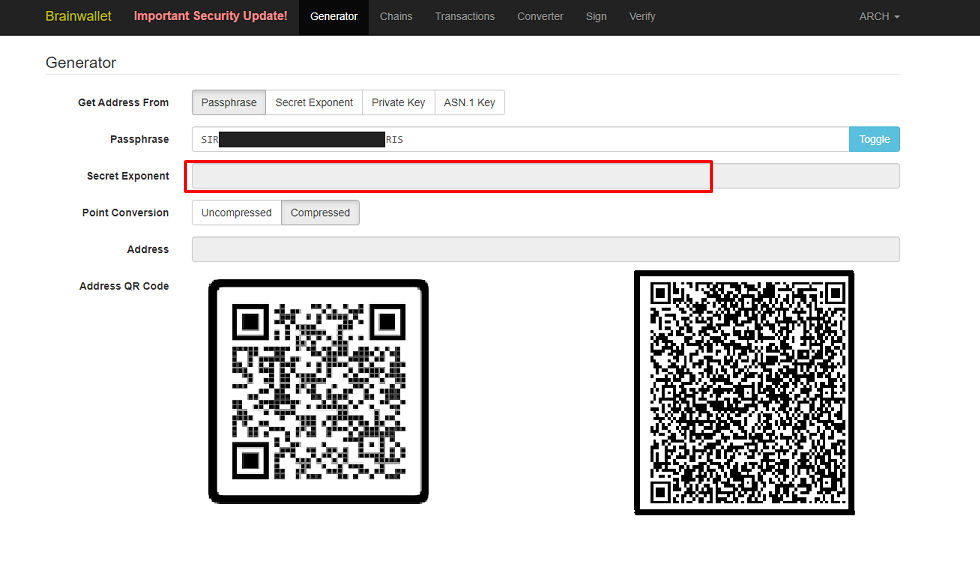 Brainwallet Important Security Update! Generator Chains Transactions Converter Sign Verify ARCH
Generator
Get Address From Passphrase Secret Exponent Private Key ASN.1 Key
Passphrase SIR RIS Toggle
Secret Exponent
Point Conversion Uncompressed Compressed
Address
Address QR Code